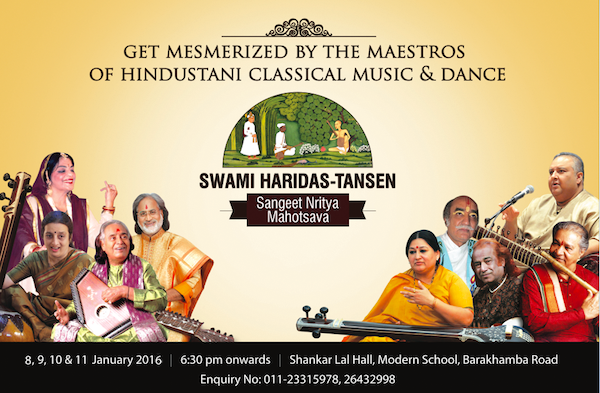 GET MESMERIZED BY THE MAESTROS
OF HINDUSTANI CLASSICAL MUSIC & DANCE
SWAMI HARIDAS-TANSEN
Sangeet Nritya
Mahotsava
8, 9, 10 & 11 January 2016 | 6:30 pm onwards | Shankar Lal Hall, Modern School, Barakhamba Road
Enquiry No: 011-23315978, 26432998